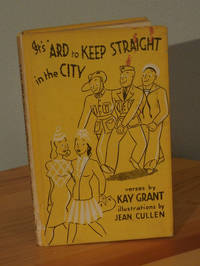 It's 'ARD to KEEP STRAIGHT
in the CITY
verses by
KAY GRANT
illustrations by
JEAN CULLEN